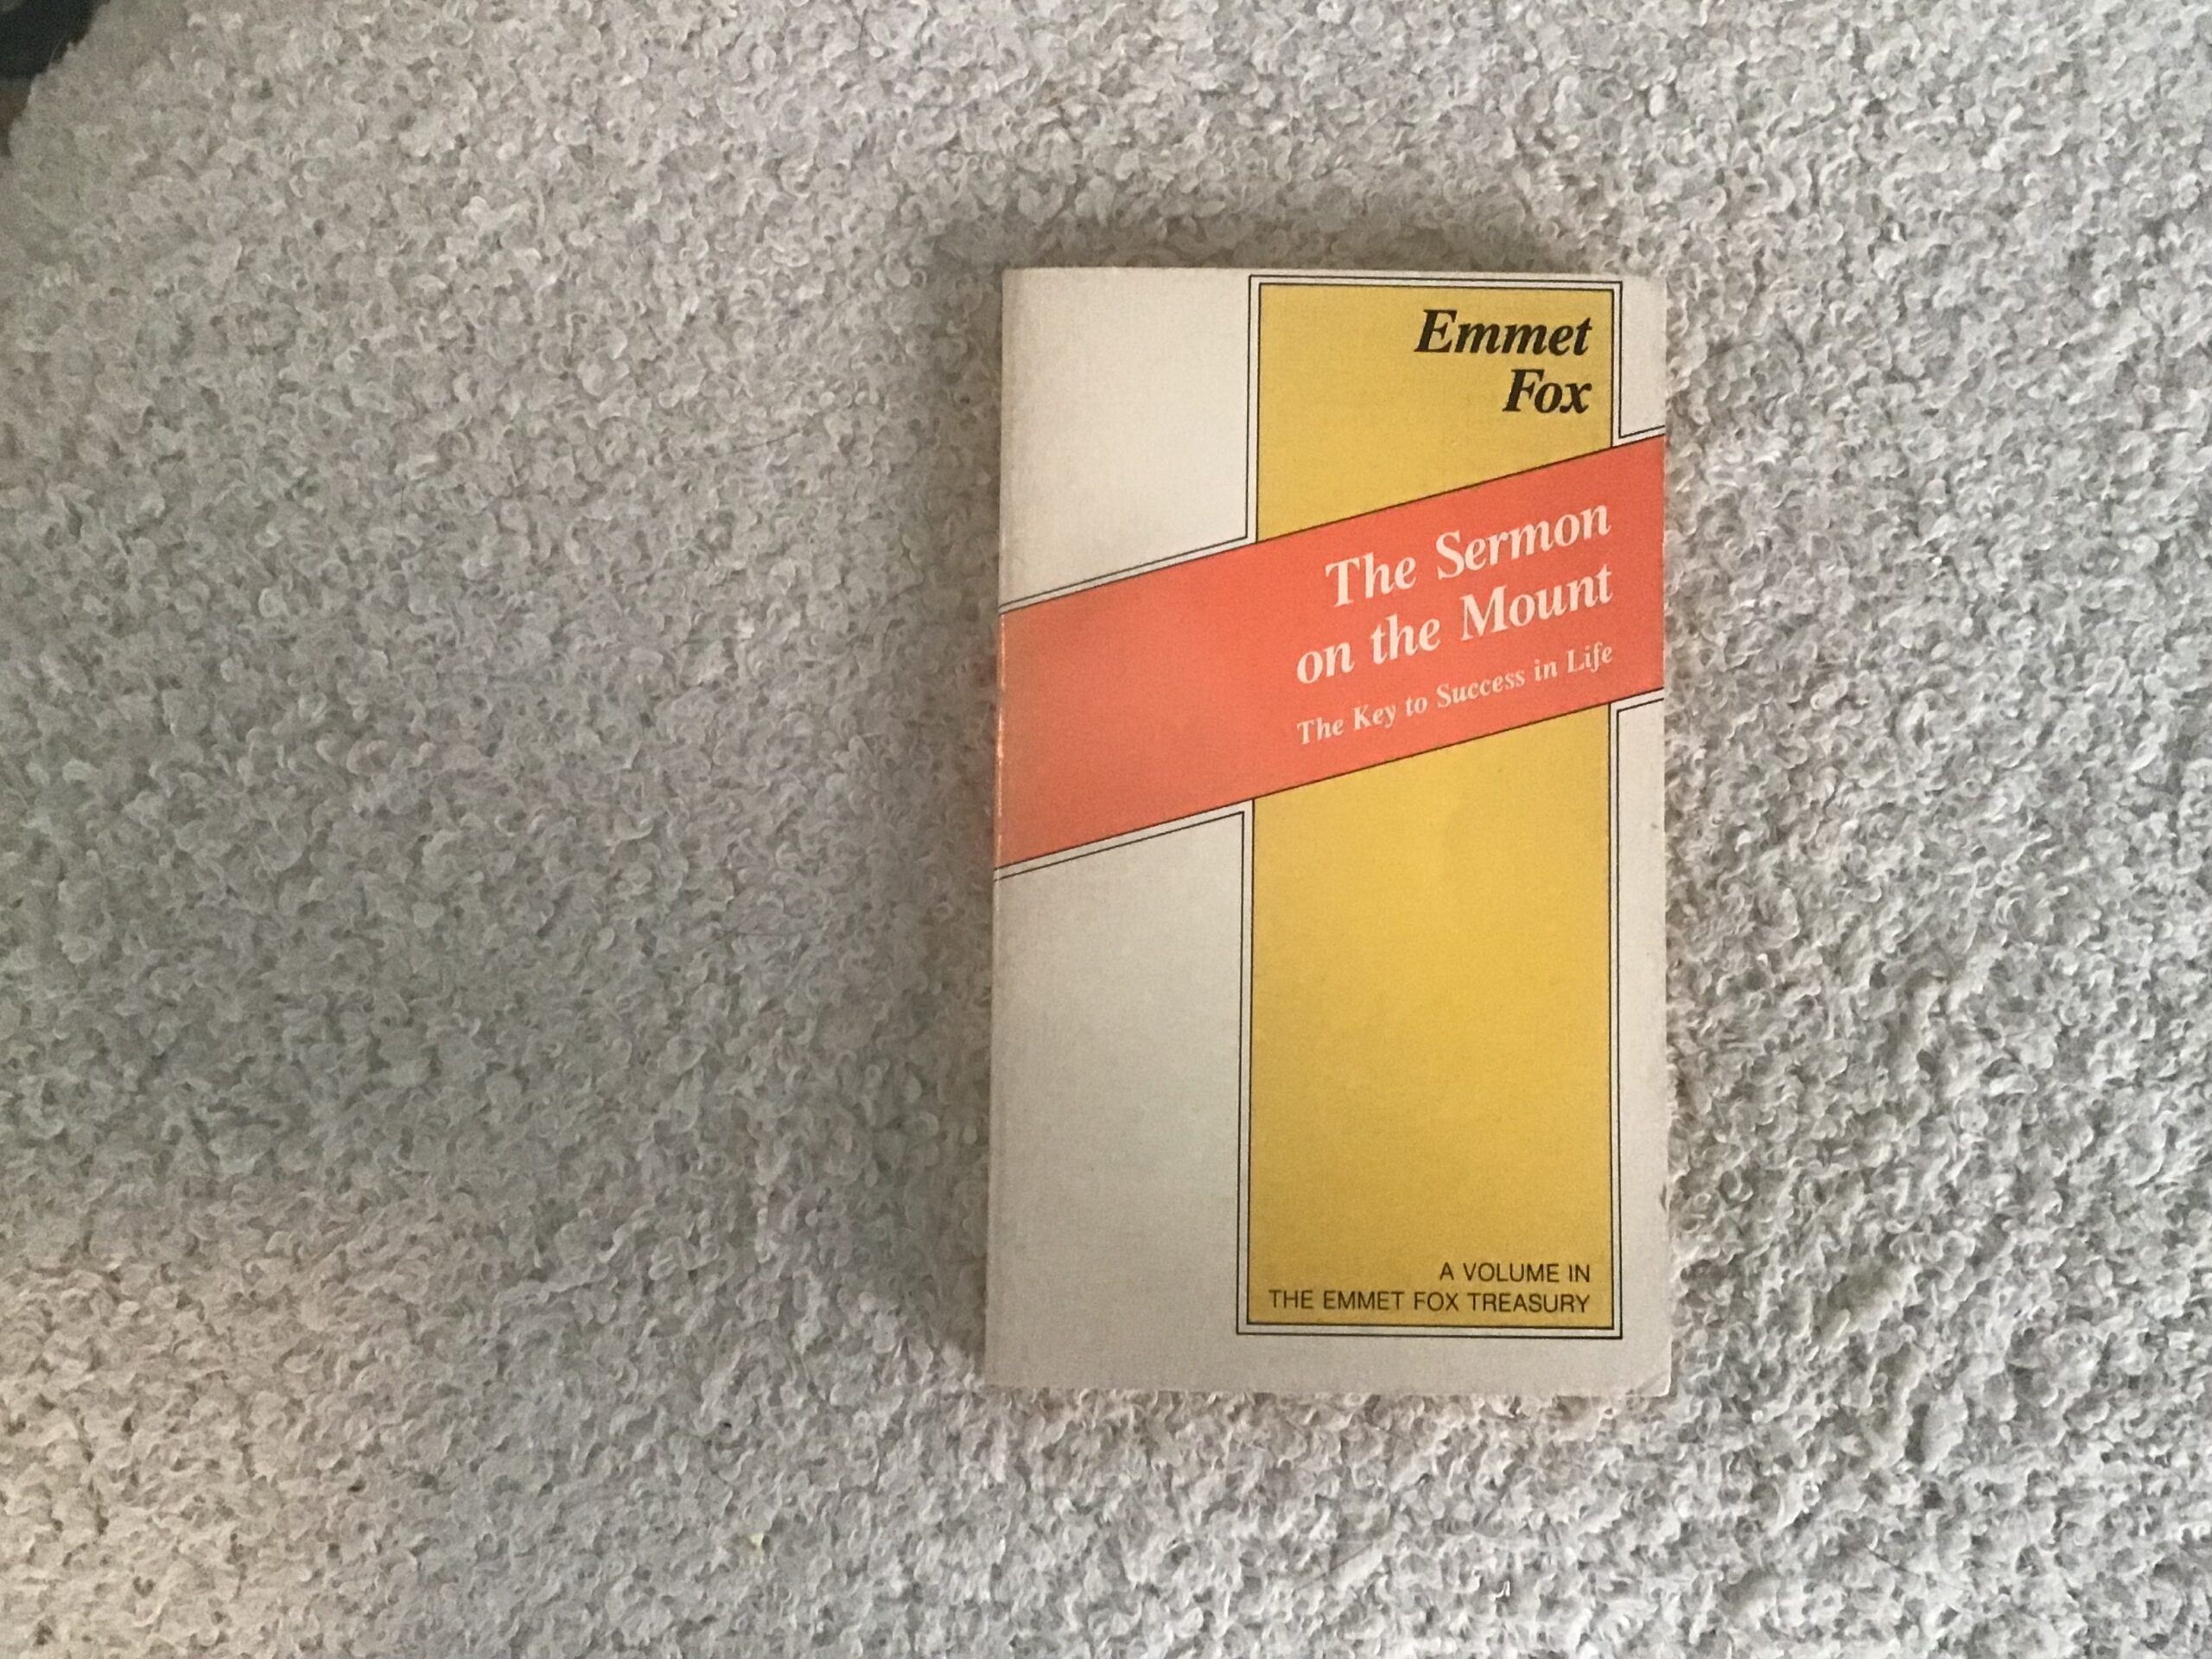 Emmet
Fox
The Sermon
on the Mount
The Key to Success in Life
A VOLUME IN
THE EMMET FOX TREASURY